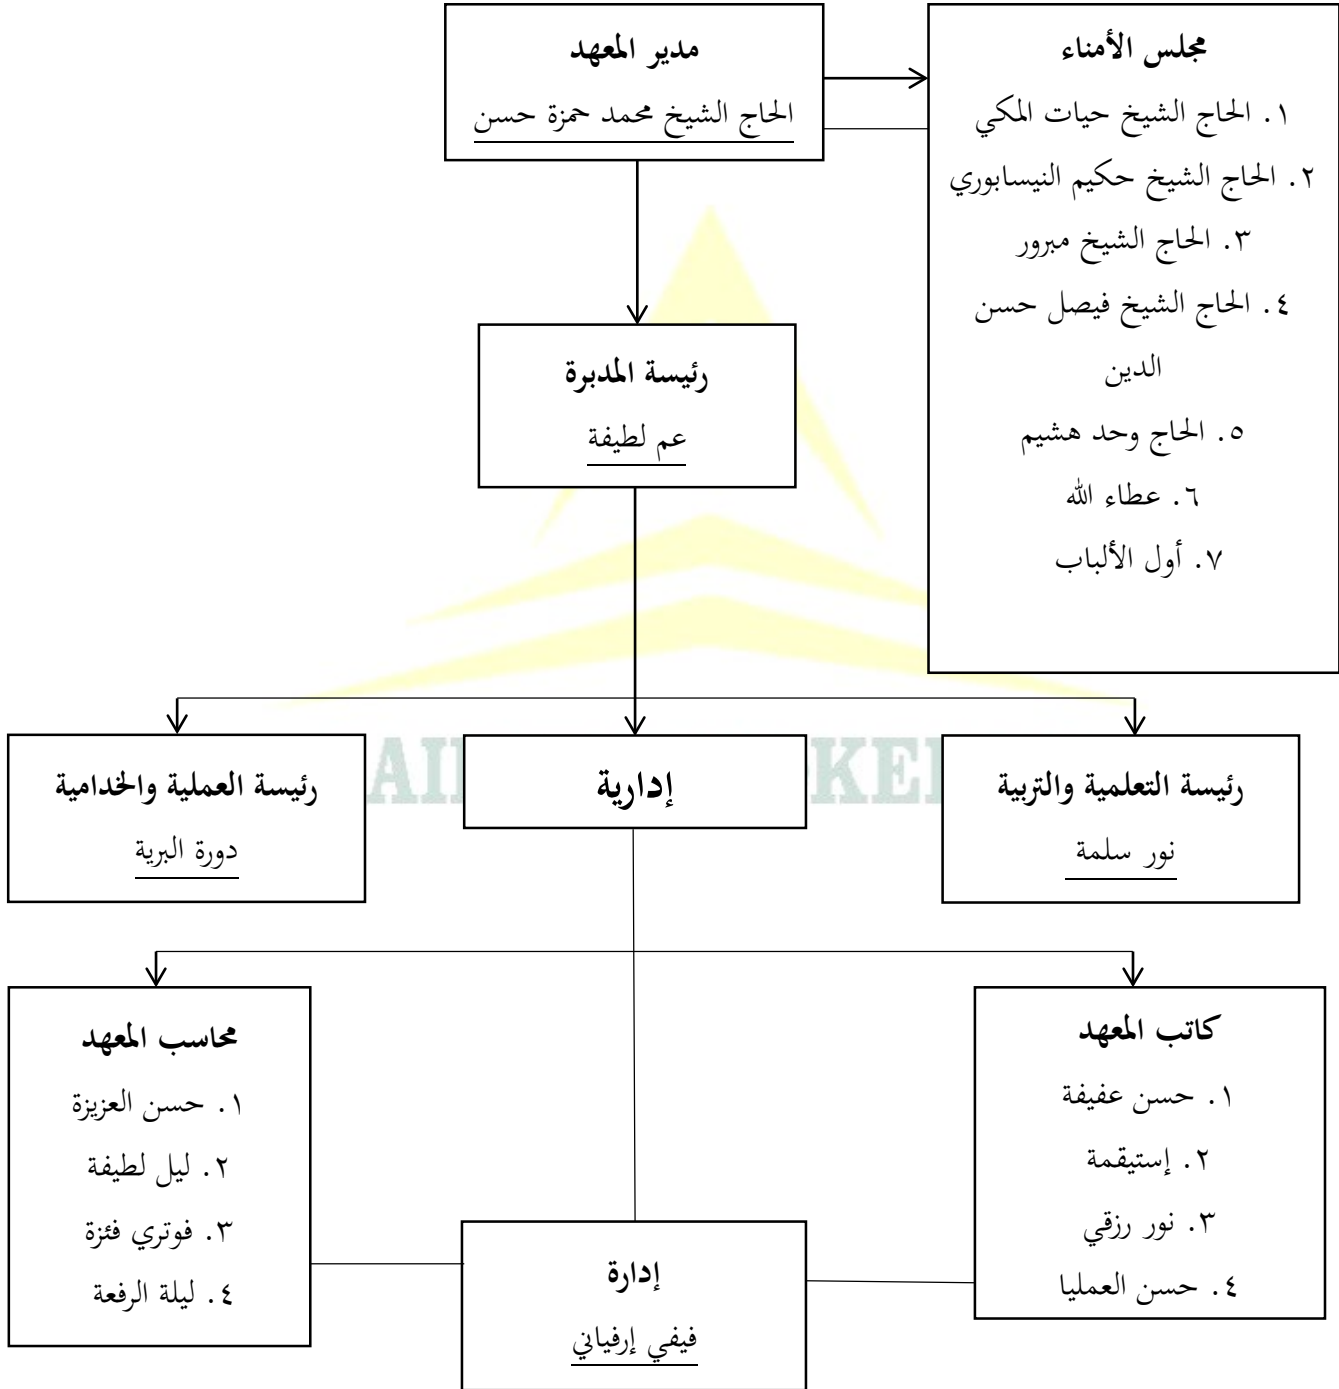 مدير المعهد
الحاج الشيخ محمد حمزة حسن
مجلس الأمناء
١. الحاج الشيخ حيات المكي
٢. الحاج الشيخ حكيم النيسابوري
٣. الحاج الشيخ مبرور
٤. الحاج الشيخ فيصل حسن
الدين
٥. الحاج وحد هشيم
٦. عطاء الله
٧. أول الألباب
رئيسة المدبرة
عم لطيفة
رئيسة التعلمية والتربية
نور سلمة
إدارية
رئيسة العملية والخدامية
دورة البرية
كاتب المعهد
١. حسن عفيفة
٢. إستيقمة
٣. نور رزقي
٤. حسن العمليا
محاسب المعهد
١. حسن العزيزة
٢. ليل لطيفة
٣. فوتري فئزة
٤. ليلة الرفعة
إدارة
فيفي إرفياني